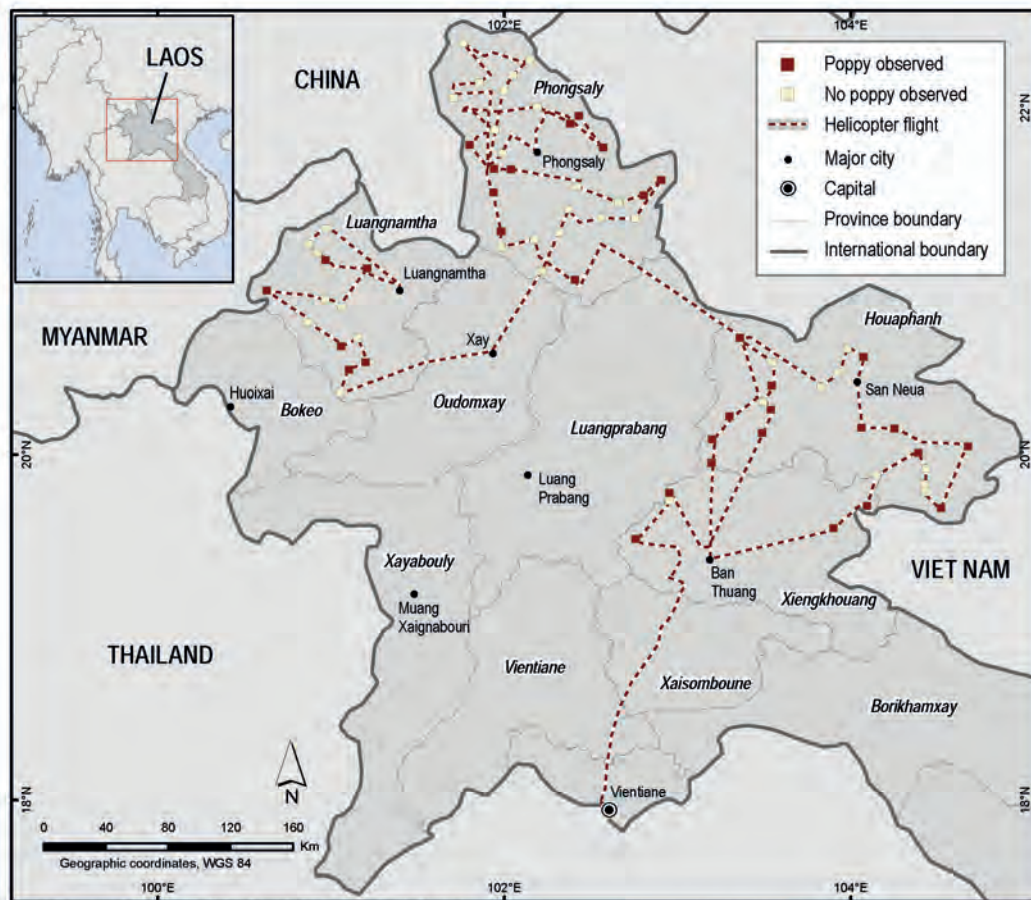 102°E
104°E
LAOS
CHINA
Phongsaly
Poppy observed
No poppy observed
Helicopter flight
Major city
Capital
Province boundary
International boundary
22°N
22°N
Phongsaly
Luangnamtha
Luangnamtha
MYANMAR
Houaphanh
Xay
San Neua
Huoixai
Bokeo
Oudomxay
Luangprabang
20°N
20°N
Luang
Prabang
Xayabouly
Ban
Thuang
VIET NAM
Muang
Xaignabouri
Xiengkhouang
THAILAND
Vientiane
Xaisomboune
Borikhamxay
N
Vientiane
18°N
18°N
0 40 80 120 160
Km
Geographic coordinates, WGS 84
100°E
102°E
104°E